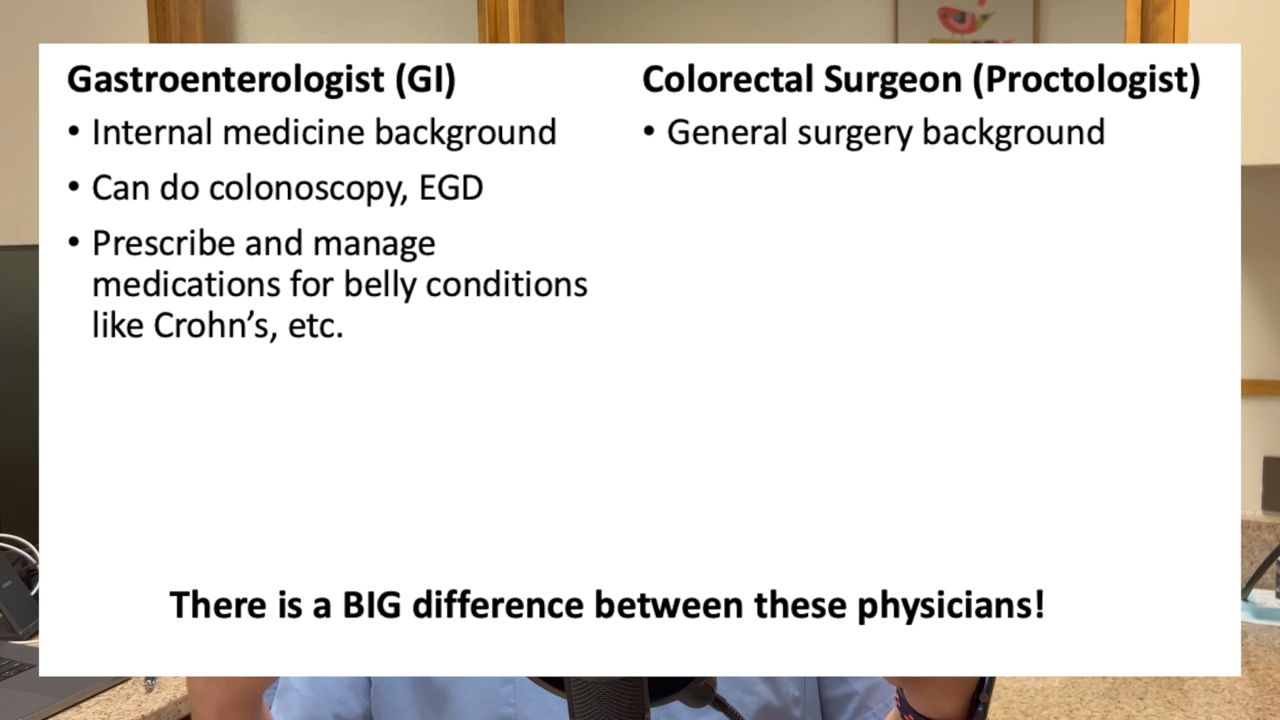 Gastroenterologist (GI)
• Internal medicine background
• Can do colonoscopy, EGD
• Prescribe and manage
medications for belly conditions
like Crohn’s, etc.
Colorectal Surgeon (Proctologist)
• General surgery background
There is a BIG difference between these physicians!